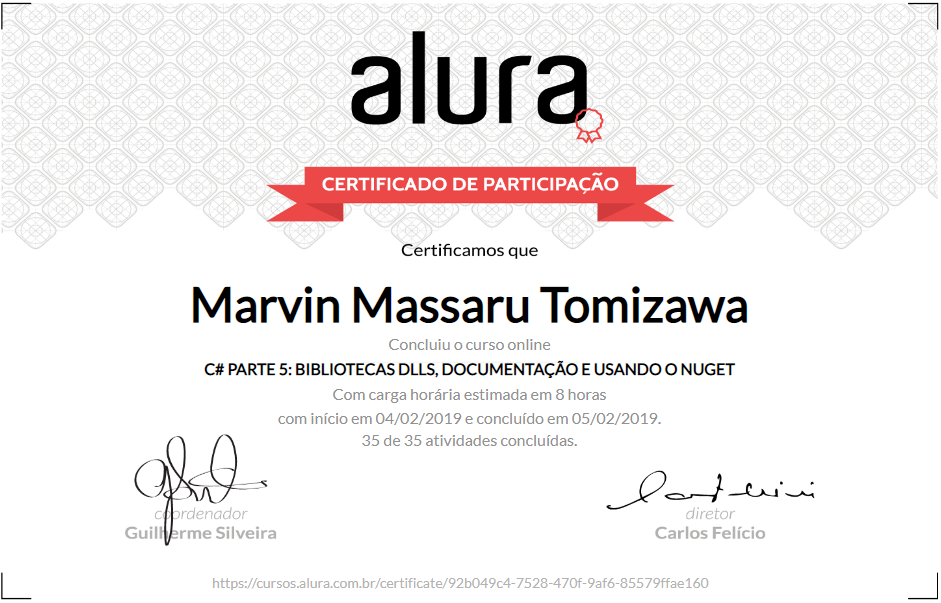 alura
CERTIFICADO DE PARTICIPAÇÃO
Certificamos que
Marvin Massaru Tomizawa
Concluiu o curso online
C# PARTE 5: BIBLIOTECAS DLLS, DOCUMENTAÇÃO E USANDO O NUGET
Com carga horária estimada em 8 horas
com início em 04/02/2019 e concluído em 05/02/2019.
35 de 35 atividades concluídas.
coordenador
Guilherme Silveira
diretor
Carlos Felício
https://cursos.alura.com.br/certificate/92b049c4-7528-470f-9af6-85579ffae160